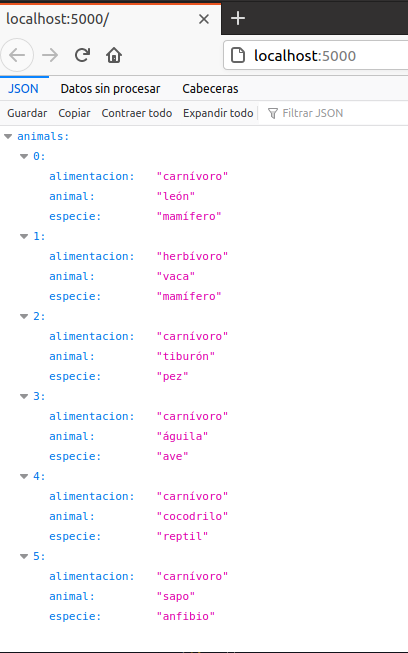 localhost:5000/
localhost:5000
JSON Datos sin procesar Cabeceras
Guardar Copiar Contraer todo Expandir todo Filtrar JSON
animals:
0:
alimentacion: "carnívoro"
animal: "león"
especie: "mamífero"
1:
alimentacion: "herbívoro"
animal: "vaca"
especie: "mamífero"
2:
alimentacion: "carnívoro"
animal: "tiburón"
especie: "pez"
3:
alimentacion: "carnívoro"
animal: "águila"
especie: "ave"
4:
alimentacion: "carnívoro"
animal: "cocodrilo"
especie: "reptil"
5:
alimentacion: "carnívoro"
animal: "sapo"
especie: "anfibio"